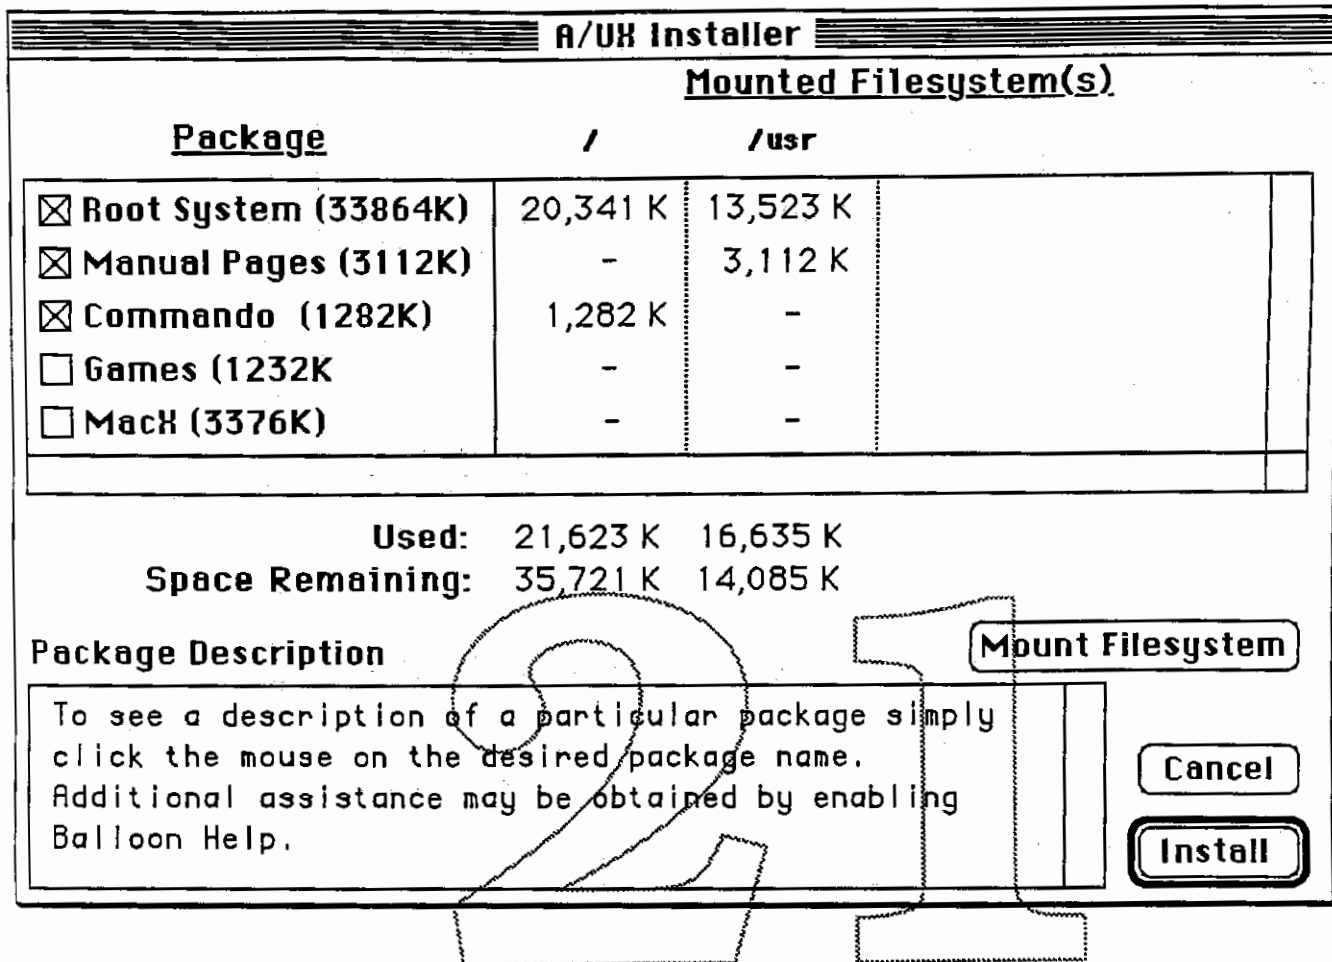 A/UX Installer
Mounted Filesystem(s)
Package / /usr
Root System (33864K) 20,341 K 13,523 K
Manual Pages (3112K) - 3,112 K
Commando (1282K) 1,282 K -
Games (1232K - -
MacX (3376K) - -
Used: 21,623 K 16,635 K
Space Remaining: 35,721 K 14,085 K
Package Description
Mount Filesystem
To see a description of a particular package simply
click the mouse on the desired package name.
Additional assistance may be obtained by enabling
Balloon Help.
Cancel
Install
21